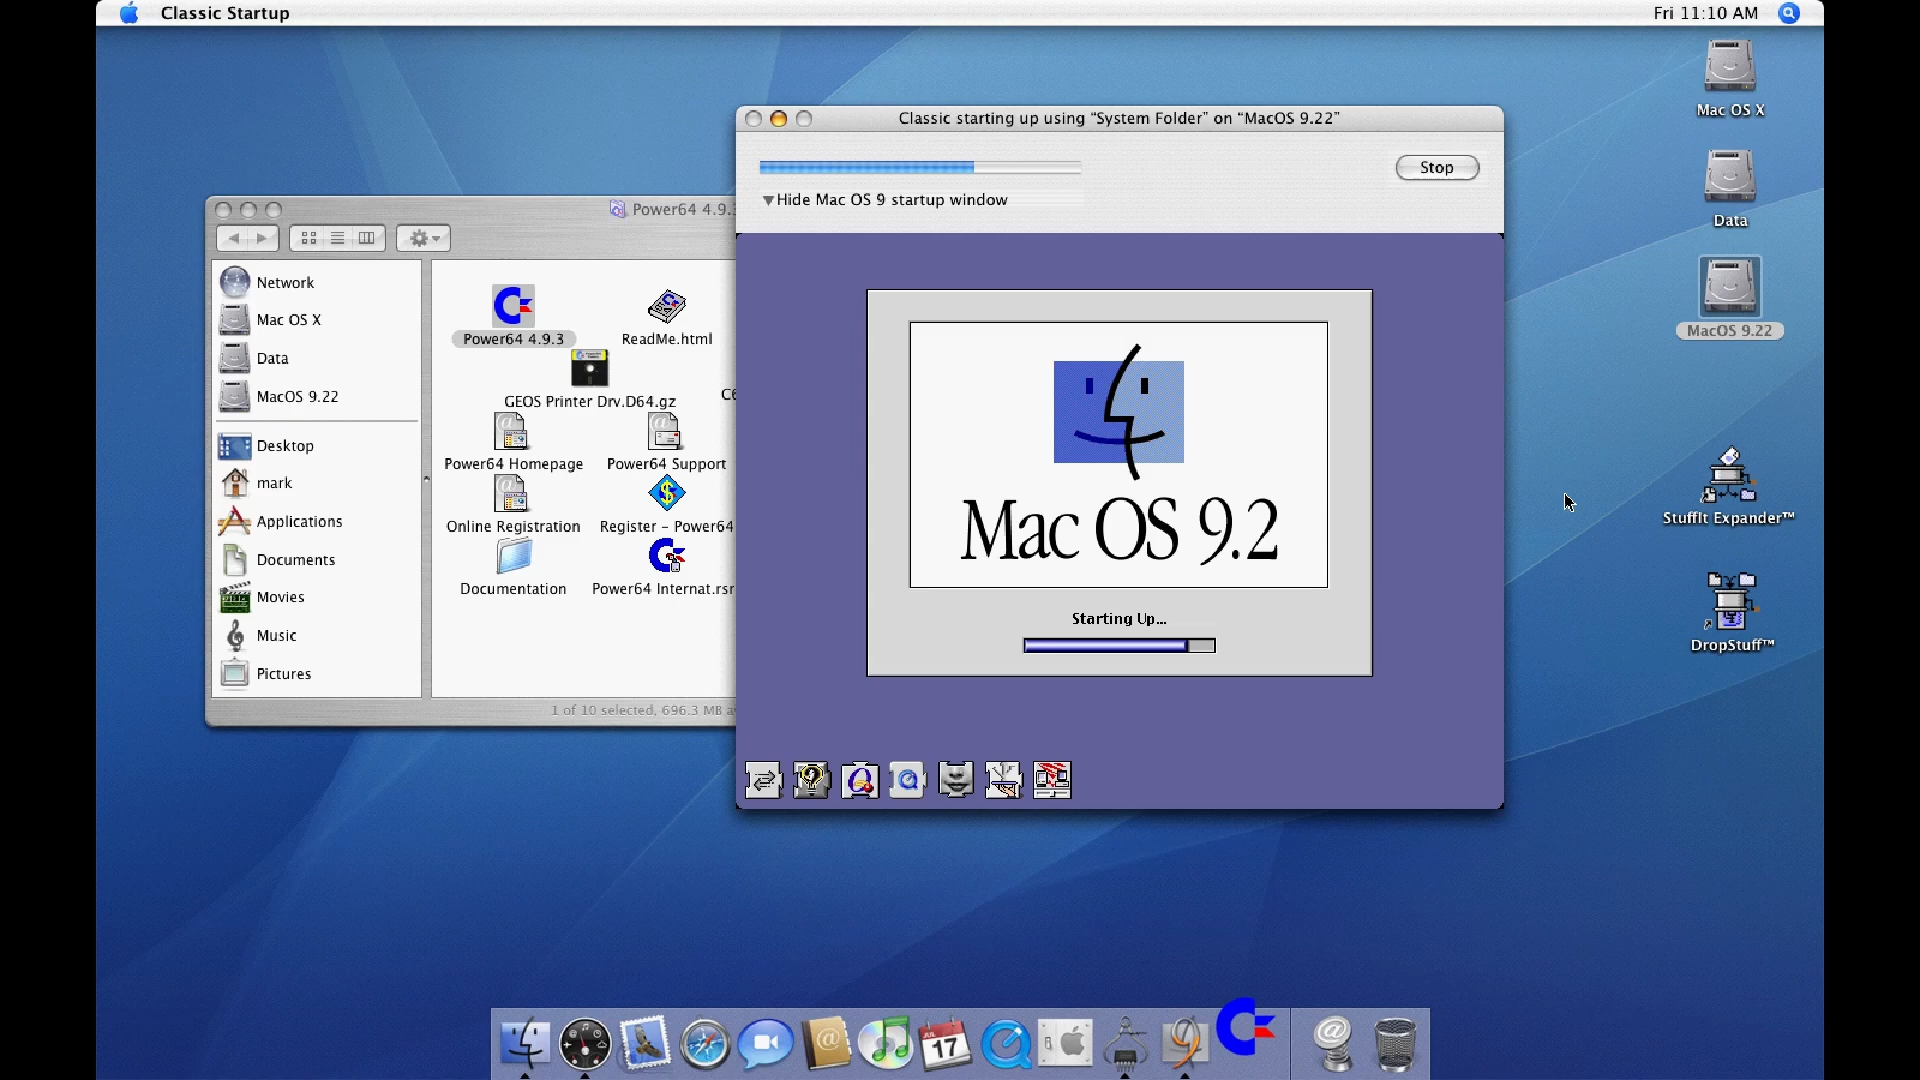 Classic Startup
Fri 11:10 AM
Mac OS X
Data
MacOS 9.22
StuffIt Expander™
DropStuff™
Classic starting up using “System Folder” on “MacOS 9.22”
Stop
Hide Mac OS 9 startup window
Mac OS 9.2
Starting Up...
Power64 4.9.3
Network
Mac OS X
Data
MacOS 9.22
Desktop
mark
Applications
Documents
Movies
Music
Pictures
Power64 4.9.3
ReadMe.html
GEOS Printer Drv.D64.gz
C6
Power64 Homepage
Power64 Support
Online Registration
Register – Power64
Documentation
Power64 Internat.rsr
1 of 10 selected, 696.3 MB a
JUL
17